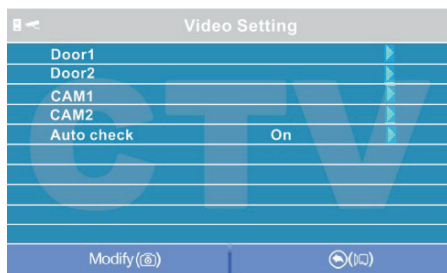 Video Setting
Door1
Door2
CAM1
CAM2
Auto check On
CTV
Modify()
()